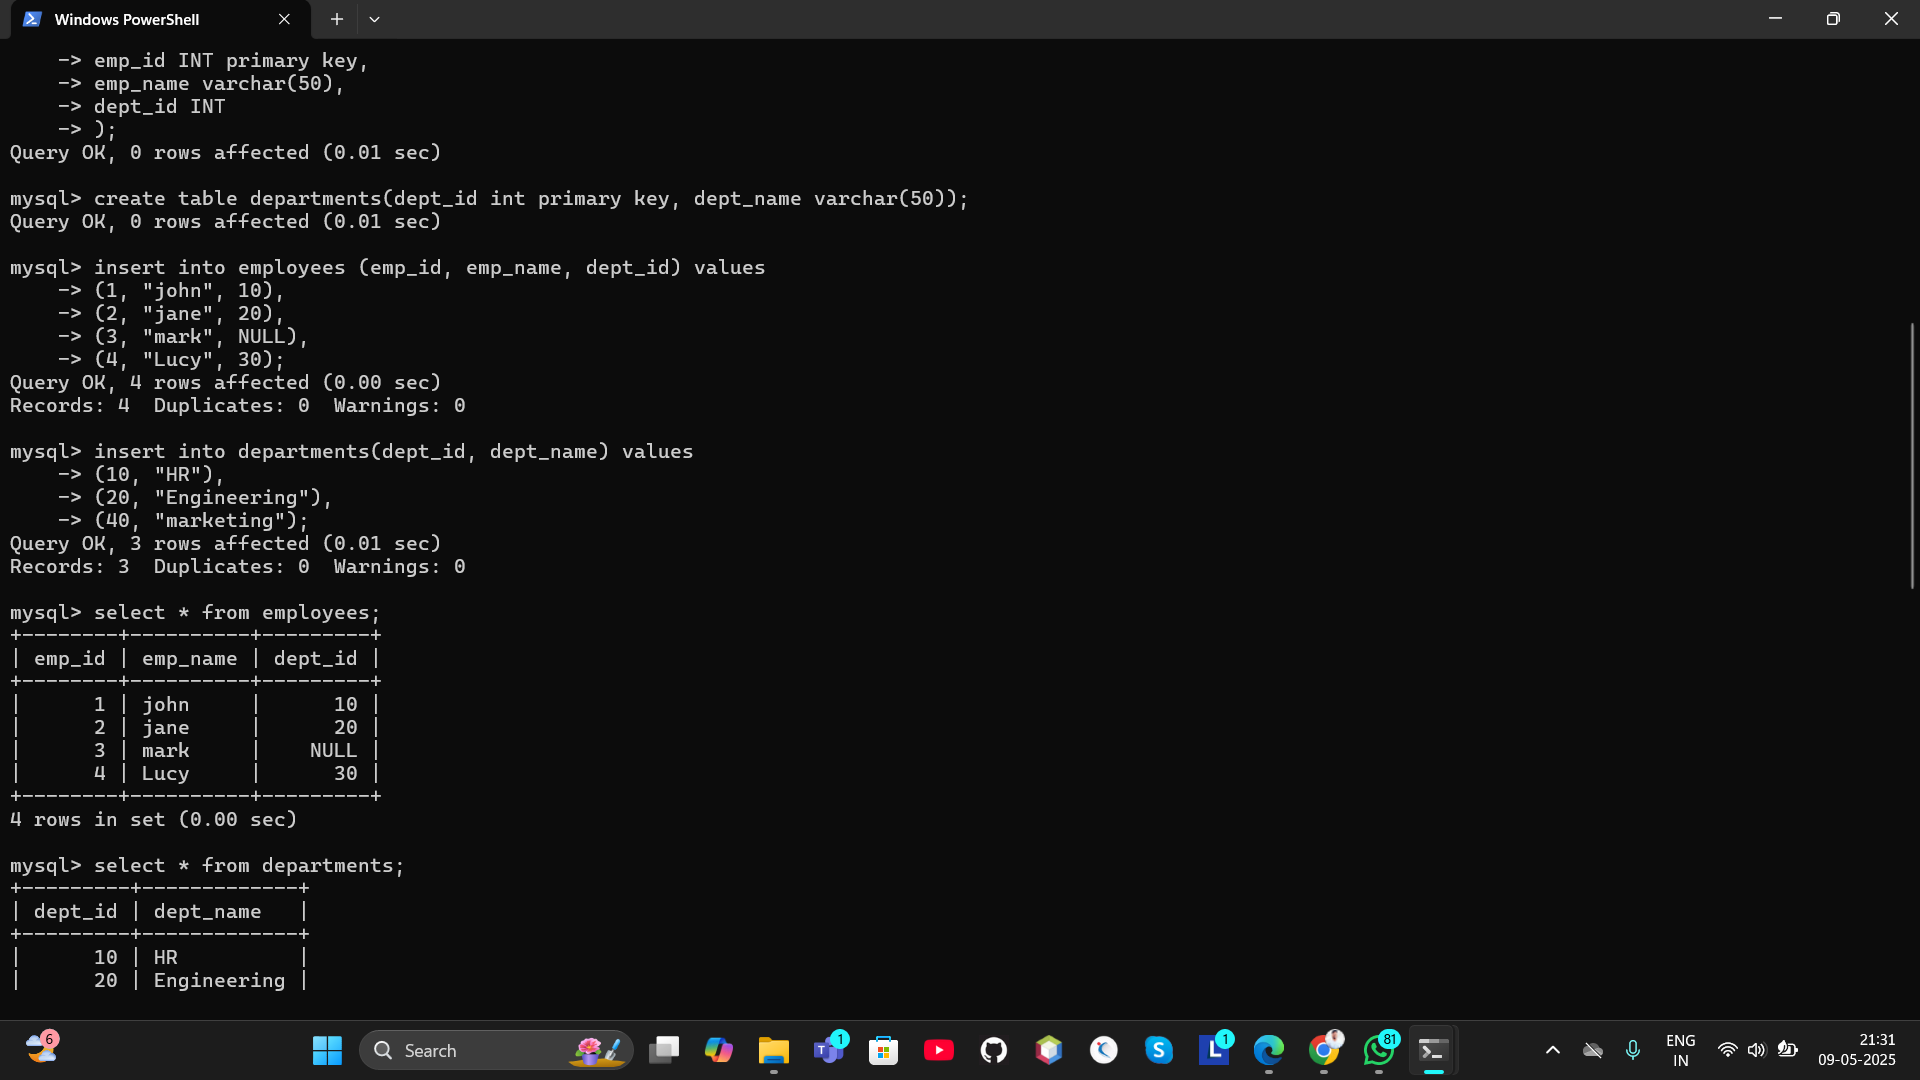 Windows PowerShell
    -> emp_id INT primary key,
    -> emp_name varchar(50),
    -> dept_id INT
    -> );
Query OK, 0 rows affected (0.01 sec)
mysql> create table departments(dept_id int primary key, dept_name varchar(50));
Query OK, 0 rows affected (0.01 sec)
mysql> insert into employees (emp_id, emp_name, dept_id) values
    -> (1, "john", 10),
    -> (2, "jane", 20),
    -> (3, "mark", NULL),
    -> (4, "Lucy", 30);
Query OK, 4 rows affected (0.00 sec)
Records: 4  Duplicates: 0  Warnings: 0
mysql> insert into departments(dept_id, dept_name) values
    -> (10, "HR"),
    -> (20, "Engineering"),
    -> (40, "marketing");
Query OK, 3 rows affected (0.01 sec)
Records: 3  Duplicates: 0  Warnings: 0
mysql> select * from employees;
+--------+----------+---------+
| emp_id | emp_name | dept_id |
+--------+----------+---------+
|      1 | john     |      10 |
|      2 | jane     |      20 |
|      3 | mark     |    NULL |
|      4 | Lucy     |      30 |
+--------+----------+---------+
4 rows in set (0.00 sec)
mysql> select * from departments;
+---------+-------------+
| dept_id | dept_name   |
+---------+-------------+
|      10 | HR          |
|      20 | Engineering |
6
Search
1
1
81
ENG
IN
21:31
09-05-2025